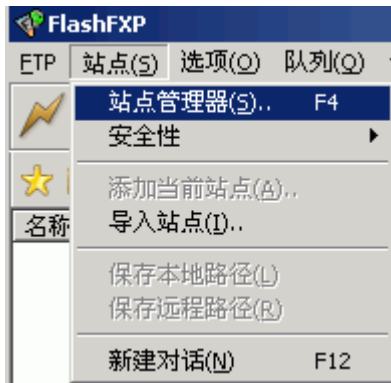 FlashFXP
FTP 站点(S) 选项(O) 队列(Q)
站点管理器(S).. F4
安全性
添加当前站点(A)..
导入站点(I)..
名称
保存本地路径(L)
保存远程路径(R)
新建对话(N) F12